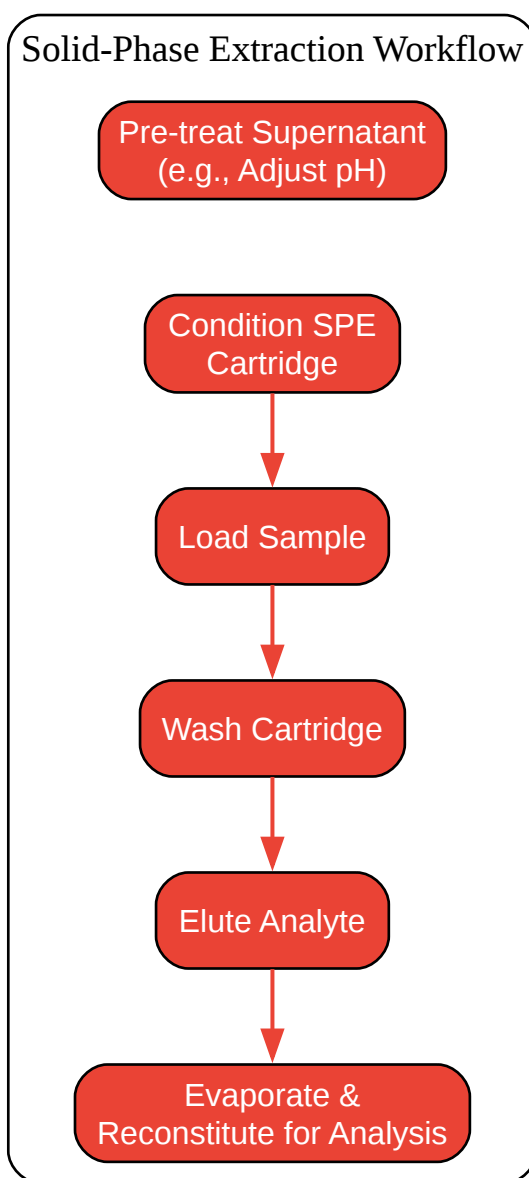 Solid-Phase Extraction Workflow
Pre-treat Supernatant
(e.g., Adjust pH)
Condition SPE
Cartridge
Load Sample
Wash Cartridge
Elute Analyte
Evaporate &
Reconstitute for Analysis